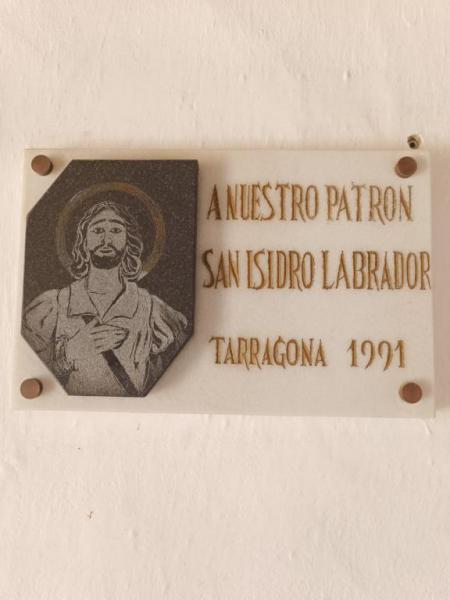 A NUESTRO PATRON
SAN ISIDRO LABRADOR
TARRAGONA 1991